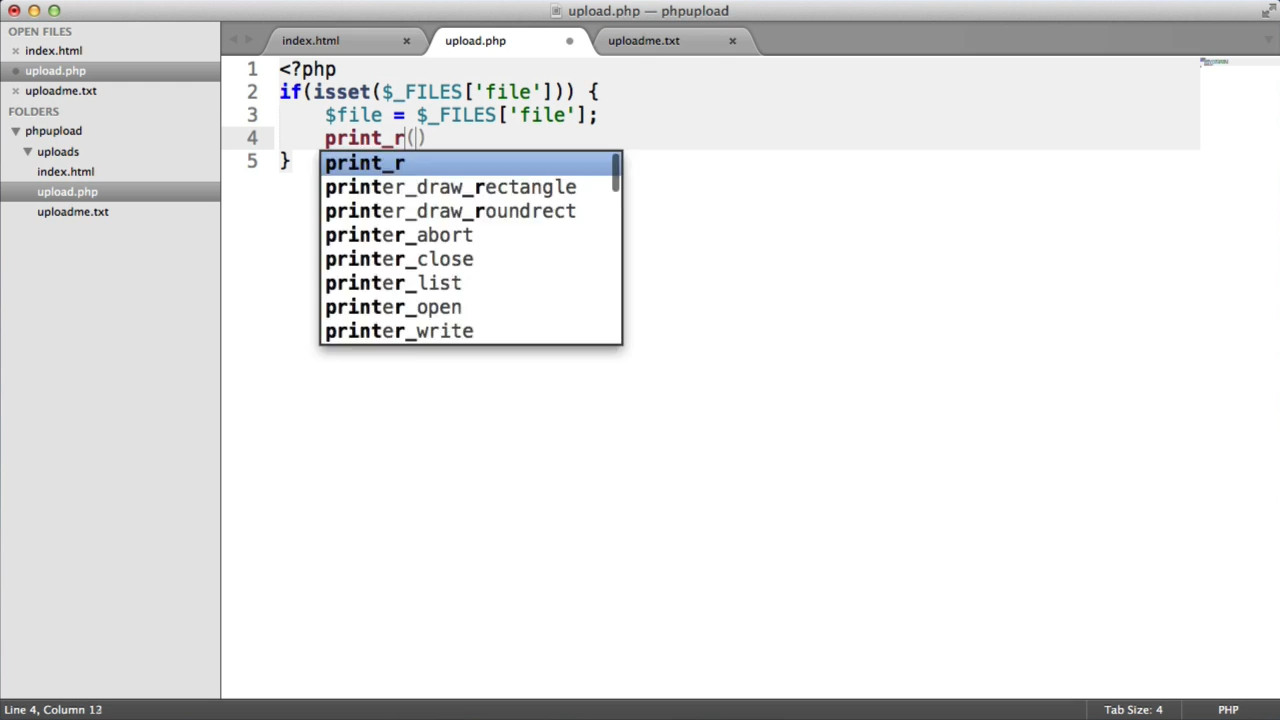 upload.php — phpupload
OPEN FILES
index.html
upload.php
uploadme.txt
FOLDERS
phpupload
uploads
index.html
upload.php
uploadme.txt
index.html
upload.php
uploadme.txt
1 <?php
2 if(isset($_FILES['file'])) {
3 $file = $_FILES['file'];
4 print_r()
5 }
print_r
printer_draw_rectangle
printer_draw_roundrect
printer_abort
printer_close
printer_list
printer_open
printer_write
Line 4, Column 13
Tab Size: 4
PHP